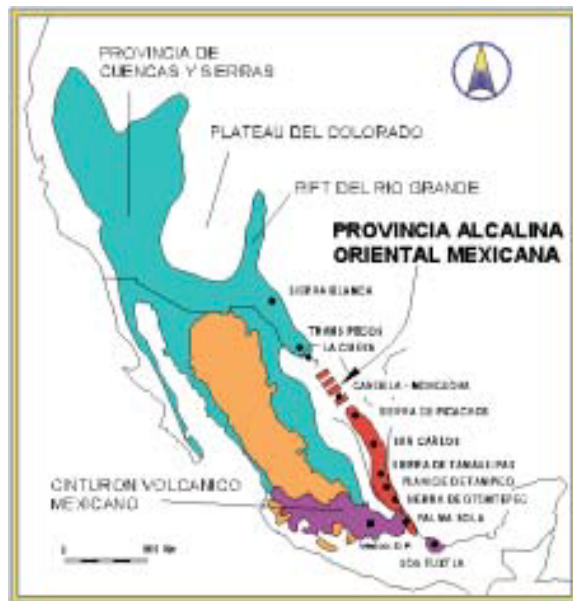 PROVINCIA DE
CUENCAS Y SIERRAS
PLATEAU DEL COLORADO
RIFT DEL RIO GRANDE
PROVINCIA ALCALINA
ORIENTAL MEXICANA
SIERRA BLANCA
TRANS PECOS
LA CUESTA
CANDELA - MONCLOVA
SIERRA DE PICACHOS
SAN CARLOS
SIERRA DE TAMAULIPAS
PLANICIE DE TAMPICO
SIERRA DE OTONTEPEC
PALMA SOLA
CINTURON VOLCANICO
MEXICANO
0
LOS TUXTLA